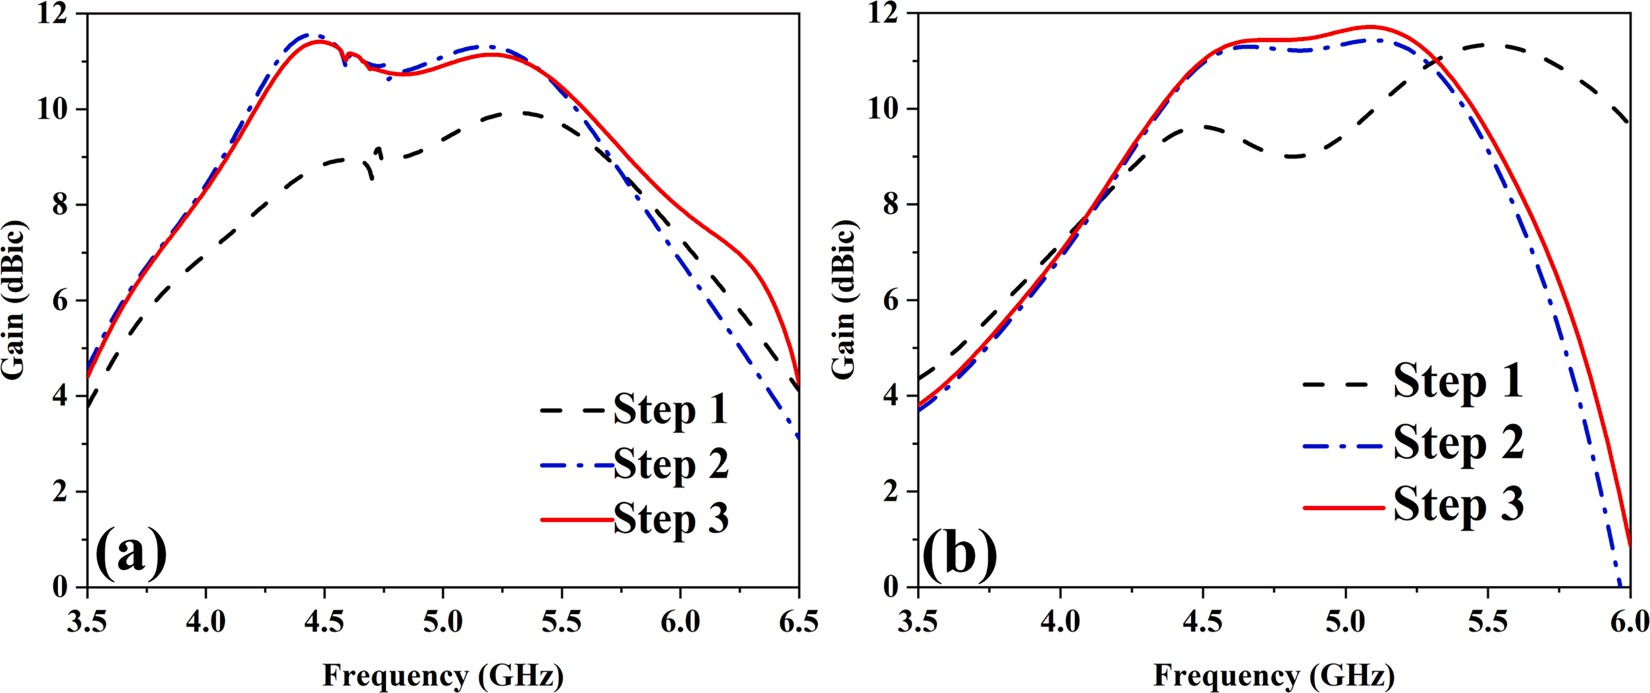 12
10
8
6
4
2
0
Gain (dBic)
Step 1
Step 2
Step 3
(a)
3.5 4.0 4.5 5.0 5.5 6.0 6.5
Frequency (GHz)
12
10
8
6
4
2
0
Gain (dBic)
Step 1
Step 2
Step 3
(b)
3.5 4.0 4.5 5.0 5.5 6.0
Frequency (GHz)